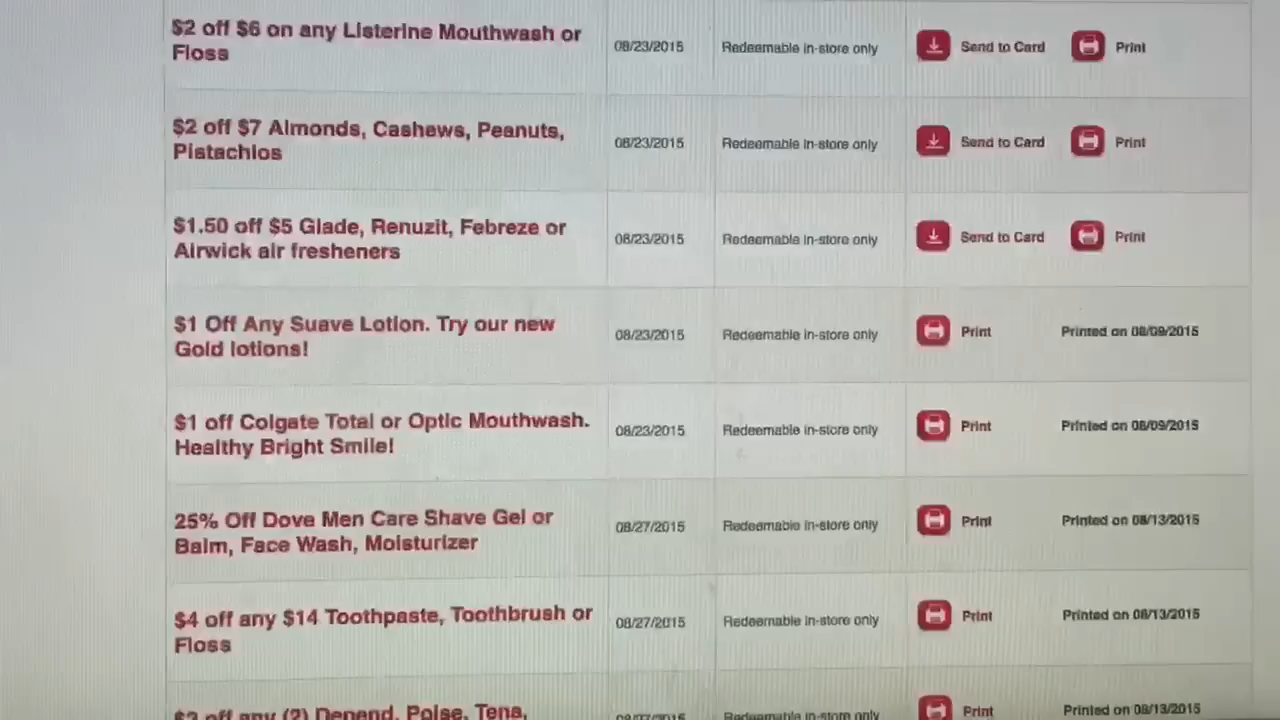 $2 off $6 on any Listerine Mouthwash or
Floss
08/23/2015
Redeemable in-store only
Send to Card
Print
$2 off $7 Almonds, Cashews, Peanuts,
Pistachios
08/23/2015
Redeemable in-store only
Send to Card
Print
$1.50 off $5 Glade, Renuzit, Febreze or
Airwick air fresheners
08/23/2015
Redeemable in-store only
Send to Card
Print
$1 Off Any Suave Lotion. Try our new
Gold lotions!
08/23/2015
Redeemable in-store only
Print
Printed on 08/09/2015
$1 off Colgate Total or Optic Mouthwash.
Healthy Bright Smile!
08/23/2015
Redeemable in-store only
Print
Printed on 08/09/2015
25% Off Dove Men Care Shave Gel or
Balm, Face Wash, Moisturizer
08/27/2015
Redeemable in-store only
Print
Printed on 08/13/2015
$4 off any $14 Toothpaste, Toothbrush or
Floss
08/27/2015
Redeemable in-store only
Print
Printed on 08/13/2015
off any (2) Depend, Poise, Tena,
08/27/2015
Redeemable in-store only
Print
Printed on 08/13/2015